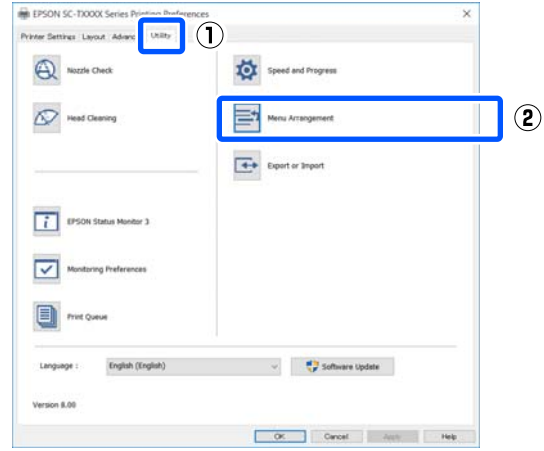 EPSON SC-TXXXX Series Printing Preferences
Printer Settings Layout Advanc Utility ①
Nozzle Check
Speed and Progress
Head Cleaning
Menu Arrangement ②
Export or Import
EPSON Status Monitor 3
Monitoring Preferences
Print Queue
Language : English (English) Software Update
Version 8.00
OK Cancel Apply Help